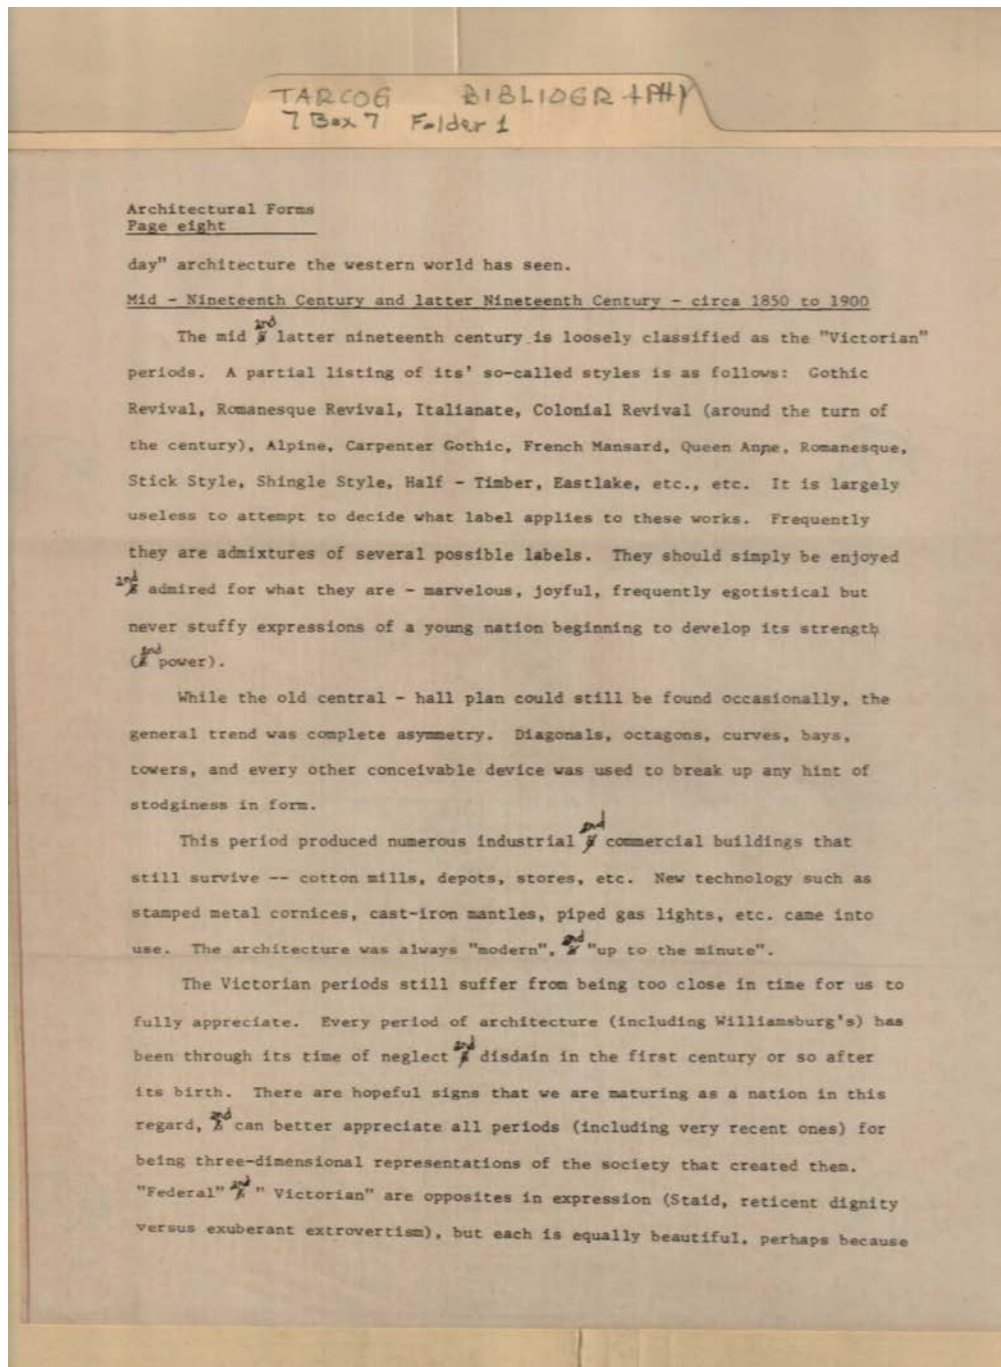 TARCOG BIBLIOGRAPHY
7 Box 7 Folder 1
Architectural Forms
Page eight
day" architecture the western world has seen.
Mid - Nineteenth Century and latter Nineteenth Century - circa 1850 to 1900
The mid and latter nineteenth century is loosely classified as the "Victorian"
periods. A partial listing of its' so-called styles is as follows: Gothic
Revival, Romanesque Revival, Italianate, Colonial Revival (around the turn of
the century), Alpine, Carpenter Gothic, French Mansard, Queen Anne, Romanesque,
Stick Style, Shingle Style, Half - Timber, Eastlake, etc., etc. It is largely
useless to attempt to decide what label applies to these works. Frequently
they are admixtures of several possible labels. They should simply be enjoyed
and admired for what they are - marvelous, joyful, frequently egotistical but
never stuffy expressions of a young nation beginning to develop its strength
(and power).
While the old central - hall plan could still be found occasionally, the
general trend was complete asymmetry. Diagonals, octagons, curves, bays,
towers, and every other conceivable device was used to break up any hint of
stodginess in form.
This period produced numerous industrial and commercial buildings that
still survive -- cotton mills, depots, stores, etc. New technology such as
stamped metal cornices, cast-iron mantles, piped gas lights, etc. came into
use. The architecture was always "modern", and "up to the minute".
The Victorian periods still suffer from being too close in time for us to
fully appreciate. Every period of architecture (including Williamsburg's) has
been through its time of neglect and disdain in the first century or so after
its birth. There are hopeful signs that we are maturing as a nation in this
regard, and can better appreciate all periods (including very recent ones) for
being three-dimensional representations of the society that created them.
"Federal" and " Victorian" are opposites in expression (Staid, reticent dignity
versus exuberant extrovertism), but each is equally beautiful, perhaps because